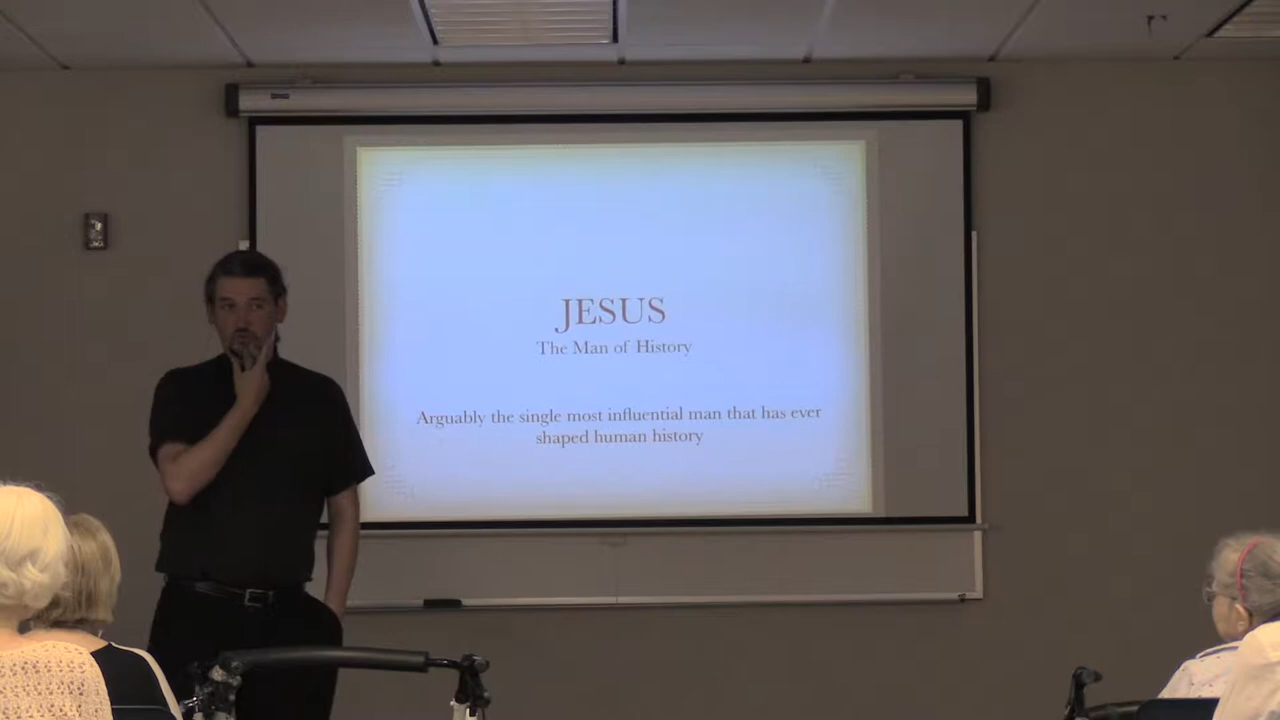 JESUS
The Man of History
Arguably the single most influential man that has ever
shaped human history